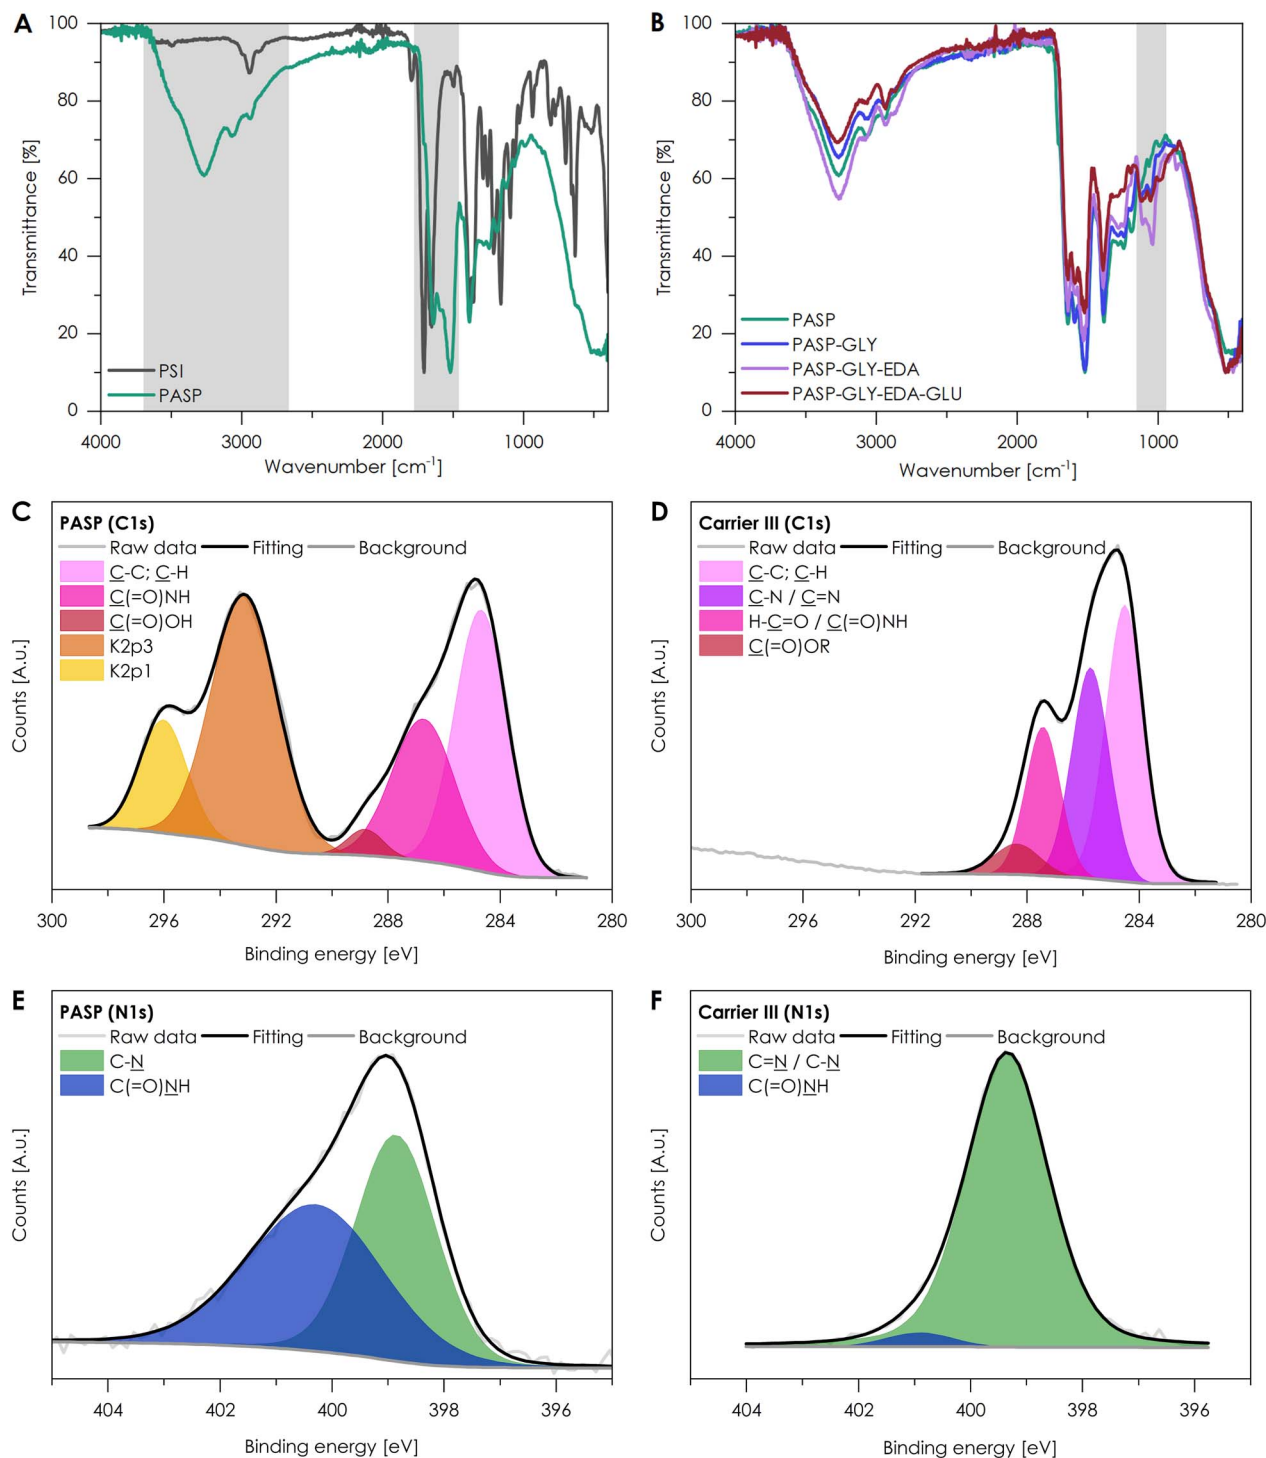 A
100
80
60
40
20
0
Transmittance [%]
PSI
PASP
4000
3000
2000
1000
Wavenumber [cm⁻¹]
B
100
80
60
40
20
0
Transmittance [%]
PASP
PASP-GLY
PASP-GLY-EDA
PASP-GLY-EDA-GLU
4000
3000
2000
1000
Wavenumber [cm⁻¹]
C
PASP (C1s)
Raw data Fitting Background
C-C; C-H
C(=O)NH
C(=O)OH
K2p3
K2p1
Counts [A.u.]
300 296 292 288 284 280
Binding energy [eV]
D
Carrier III (C1s)
Raw data Fitting Background
C-C; C-H
C-N / C=N
H-C=O / C(=O)NH
C(=O)OR
Counts [A.u.]
300 296 292 288 284 280
Binding energy [eV]
E
PASP (N1s)
Raw data Fitting Background
C-N
C(=O)NH
Counts [A.u.]
404 402 400 398 396
Binding energy [eV]
F
Carrier III (N1s)
Raw data Fitting Background
C=N / C-N
C(=O)NH
Counts [A.u.]
404 402 400 398 396
Binding energy [eV]